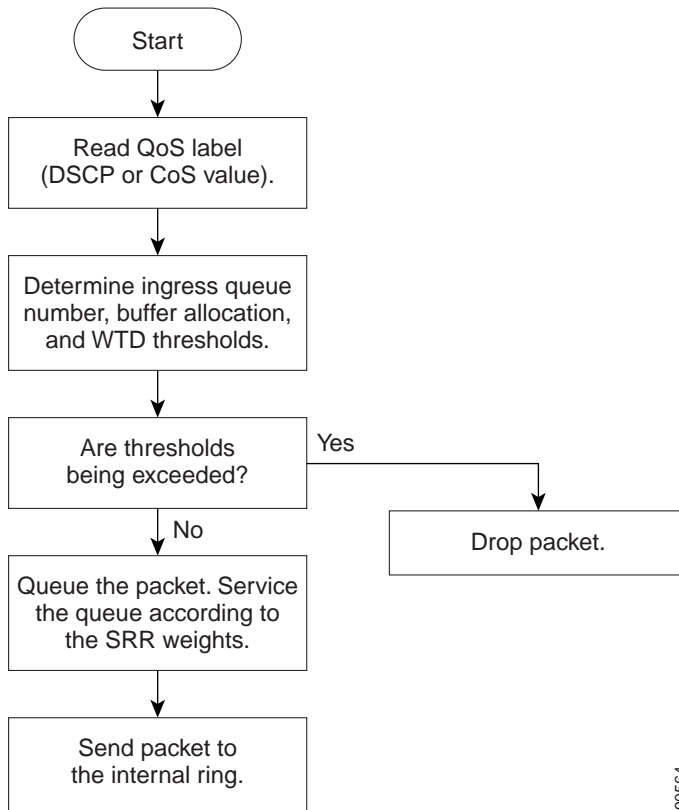 Start
Read QoS label
(DSCP or CoS value).
Determine ingress queue
number, buffer allocation,
and WTD thresholds.
Are thresholds
being exceeded?
Yes
No
Drop packet.
Queue the packet. Service
the queue according to
the SRR weights.
Send packet to
the internal ring.